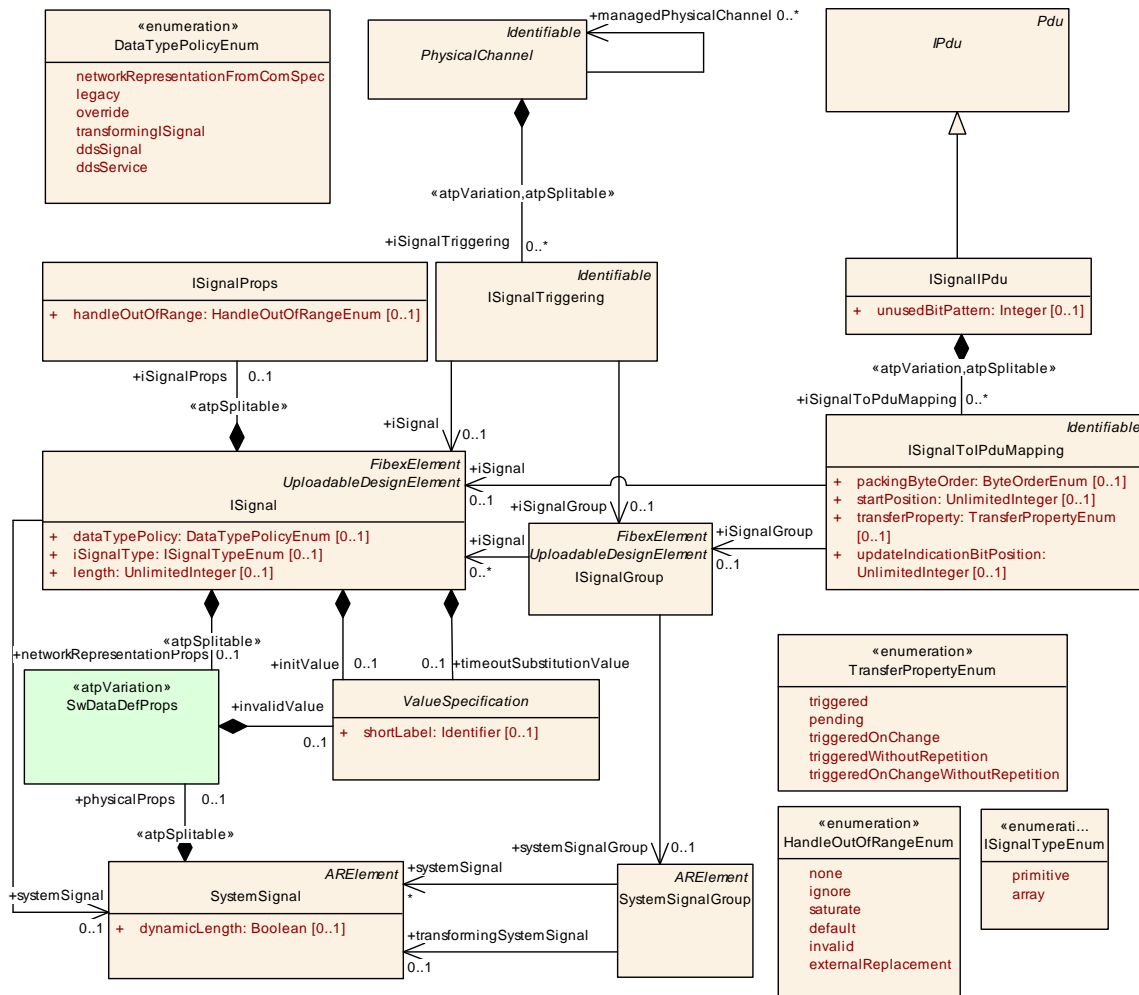 «enumeration»
DataTypePolicyEnum
networkRepresentationFromComSpec
legacy
override
transformingISignal
ddsSignal
ddsService
Identifiable
PhysicalChannel
+managedPhysicalChannel 0..*
Pdu
IPdu
«atpVariation,atpSplitable»
+iSignalTriggering
0..*
ISignalProps
+ handleOutOfRange: HandleOutOfRangeEnum [0..1]
Identifiable
ISignalTriggering
ISignalIPdu
+ unusedBitPattern: Integer [0..1]
+iSignalProps
0..1
«atpSplitable»
«atpVariation,atpSplitable»
+iSignalToPduMapping
0..*
+iSignal
0..1
Identifiable
ISignalToIPduMapping
+ packingByteOrder: ByteOrderEnum [0..1]
+ startPosition: UnlimitedInteger [0..1]
+ transferProperty: TransferPropertyEnum
[0..1]
+ updateIndicationBitPosition:
UnlimitedInteger [0..1]
FibexElement
UploadableDesignElement
ISignal
+ dataTypePolicy: DataTypePolicyEnum [0..1]
+ iSignalType: ISignalTypeEnum [0..1]
+ length: UnlimitedInteger [0..1]
+iSignal
0..1
+iSignalGroup
0..1
+iSignal
0..*
FibexElement
UploadableDesignElement
ISignalGroup
+iSignalGroup
0..1
«atpSplitable»
+networkRepresentationProps
0..1
+initValue
0..1
0..1
+timeoutSubstitutionValue
«atpVariation»
SwDataDefProps
+invalidValue
0..1
ValueSpecification
+ shortLabel: Identifier [0..1]
«enumeration»
TransferPropertyEnum
triggered
pending
triggeredOnChange
triggeredWithoutRepetition
triggeredOnChangeWithoutRepetition
+physicalProps
0..1
«atpSplitable»
«enumeration»
HandleOutOfRangeEnum
none
ignore
saturate
default
invalid
externalReplacement
«enumerati...
ISignalTypeEnum
primitive
array
+systemSignalGroup
0..1
+systemSignal
0..1
ARElement
SystemSignal
+ dynamicLength: Boolean [0..1]
+systemSignal
*
+transformingSystemSignal
0..1
ARElement
SystemSignalGroup